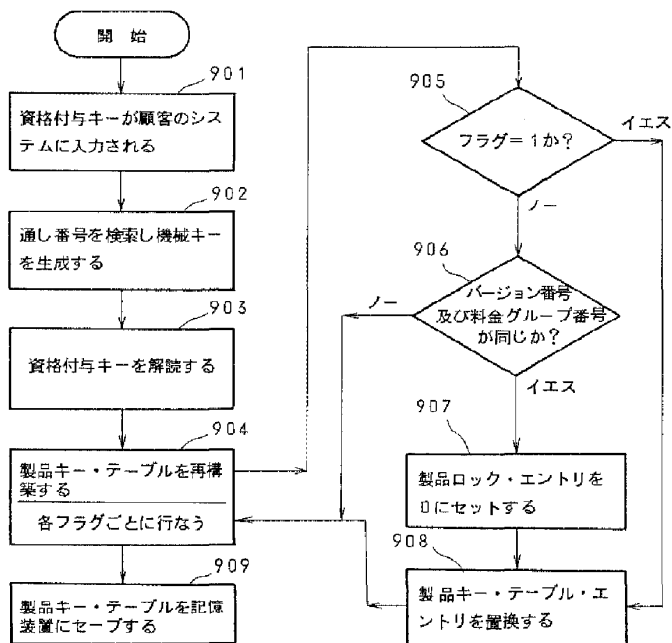 開 始
901
資格付与キーが顧客のシス
テムに入力される
902
通し番号を検索し機械キー
を生成する
903
資格付与キーを解読する
904
製品キー・テーブルを再構
築する
各フラグごとに行なう
909
製品キー・テーブルを記憶
装置にセーブする
905
フラグ=1か?
イエス
ノー
906
バージョン番号
及び料金グループ番号
が同じか?
ノー
イエス
907
製品ロック・エントリを
0にセットする
908
製品キー・テーブル・エ
ントリを置換する